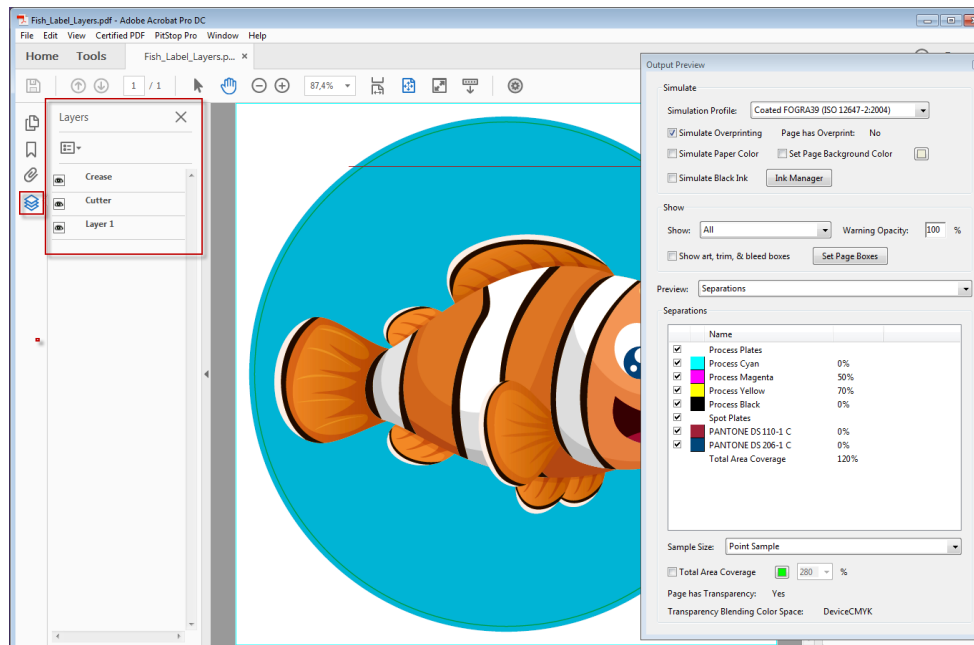 Fish_Label_Layers.pdf - Adobe Acrobat Pro DC
File Edit View Certified PDF PitStop Pro Window Help
Home Tools Fish_Label_Layers.p... ×
1 / 1 87,4%
Layers
Crease
Cutter
Layer 1
Output Preview
Simulate
Simulation Profile: Coated FOGRA39 (ISO 12647-2:2004)
Simulate Overprinting Page has Overprint: No
Simulate Paper Color Set Page Background Color
Simulate Black Ink Ink Manager
Show
Show: All Warning Opacity: 100 %
Show art, trim, & bleed boxes Set Page Boxes
Preview: Separations
Separations
Name
Process Plates
Process Cyan 0%
Process Magenta 50%
Process Yellow 70%
Process Black 0%
Spot Plates
PANTONE DS 110-1 C 0%
PANTONE DS 206-1 C 0%
Total Area Coverage 120%
Sample Size: Point Sample
Total Area Coverage 280 %
Page has Transparency: Yes
Transparency Blending Color Space: DeviceCMYK